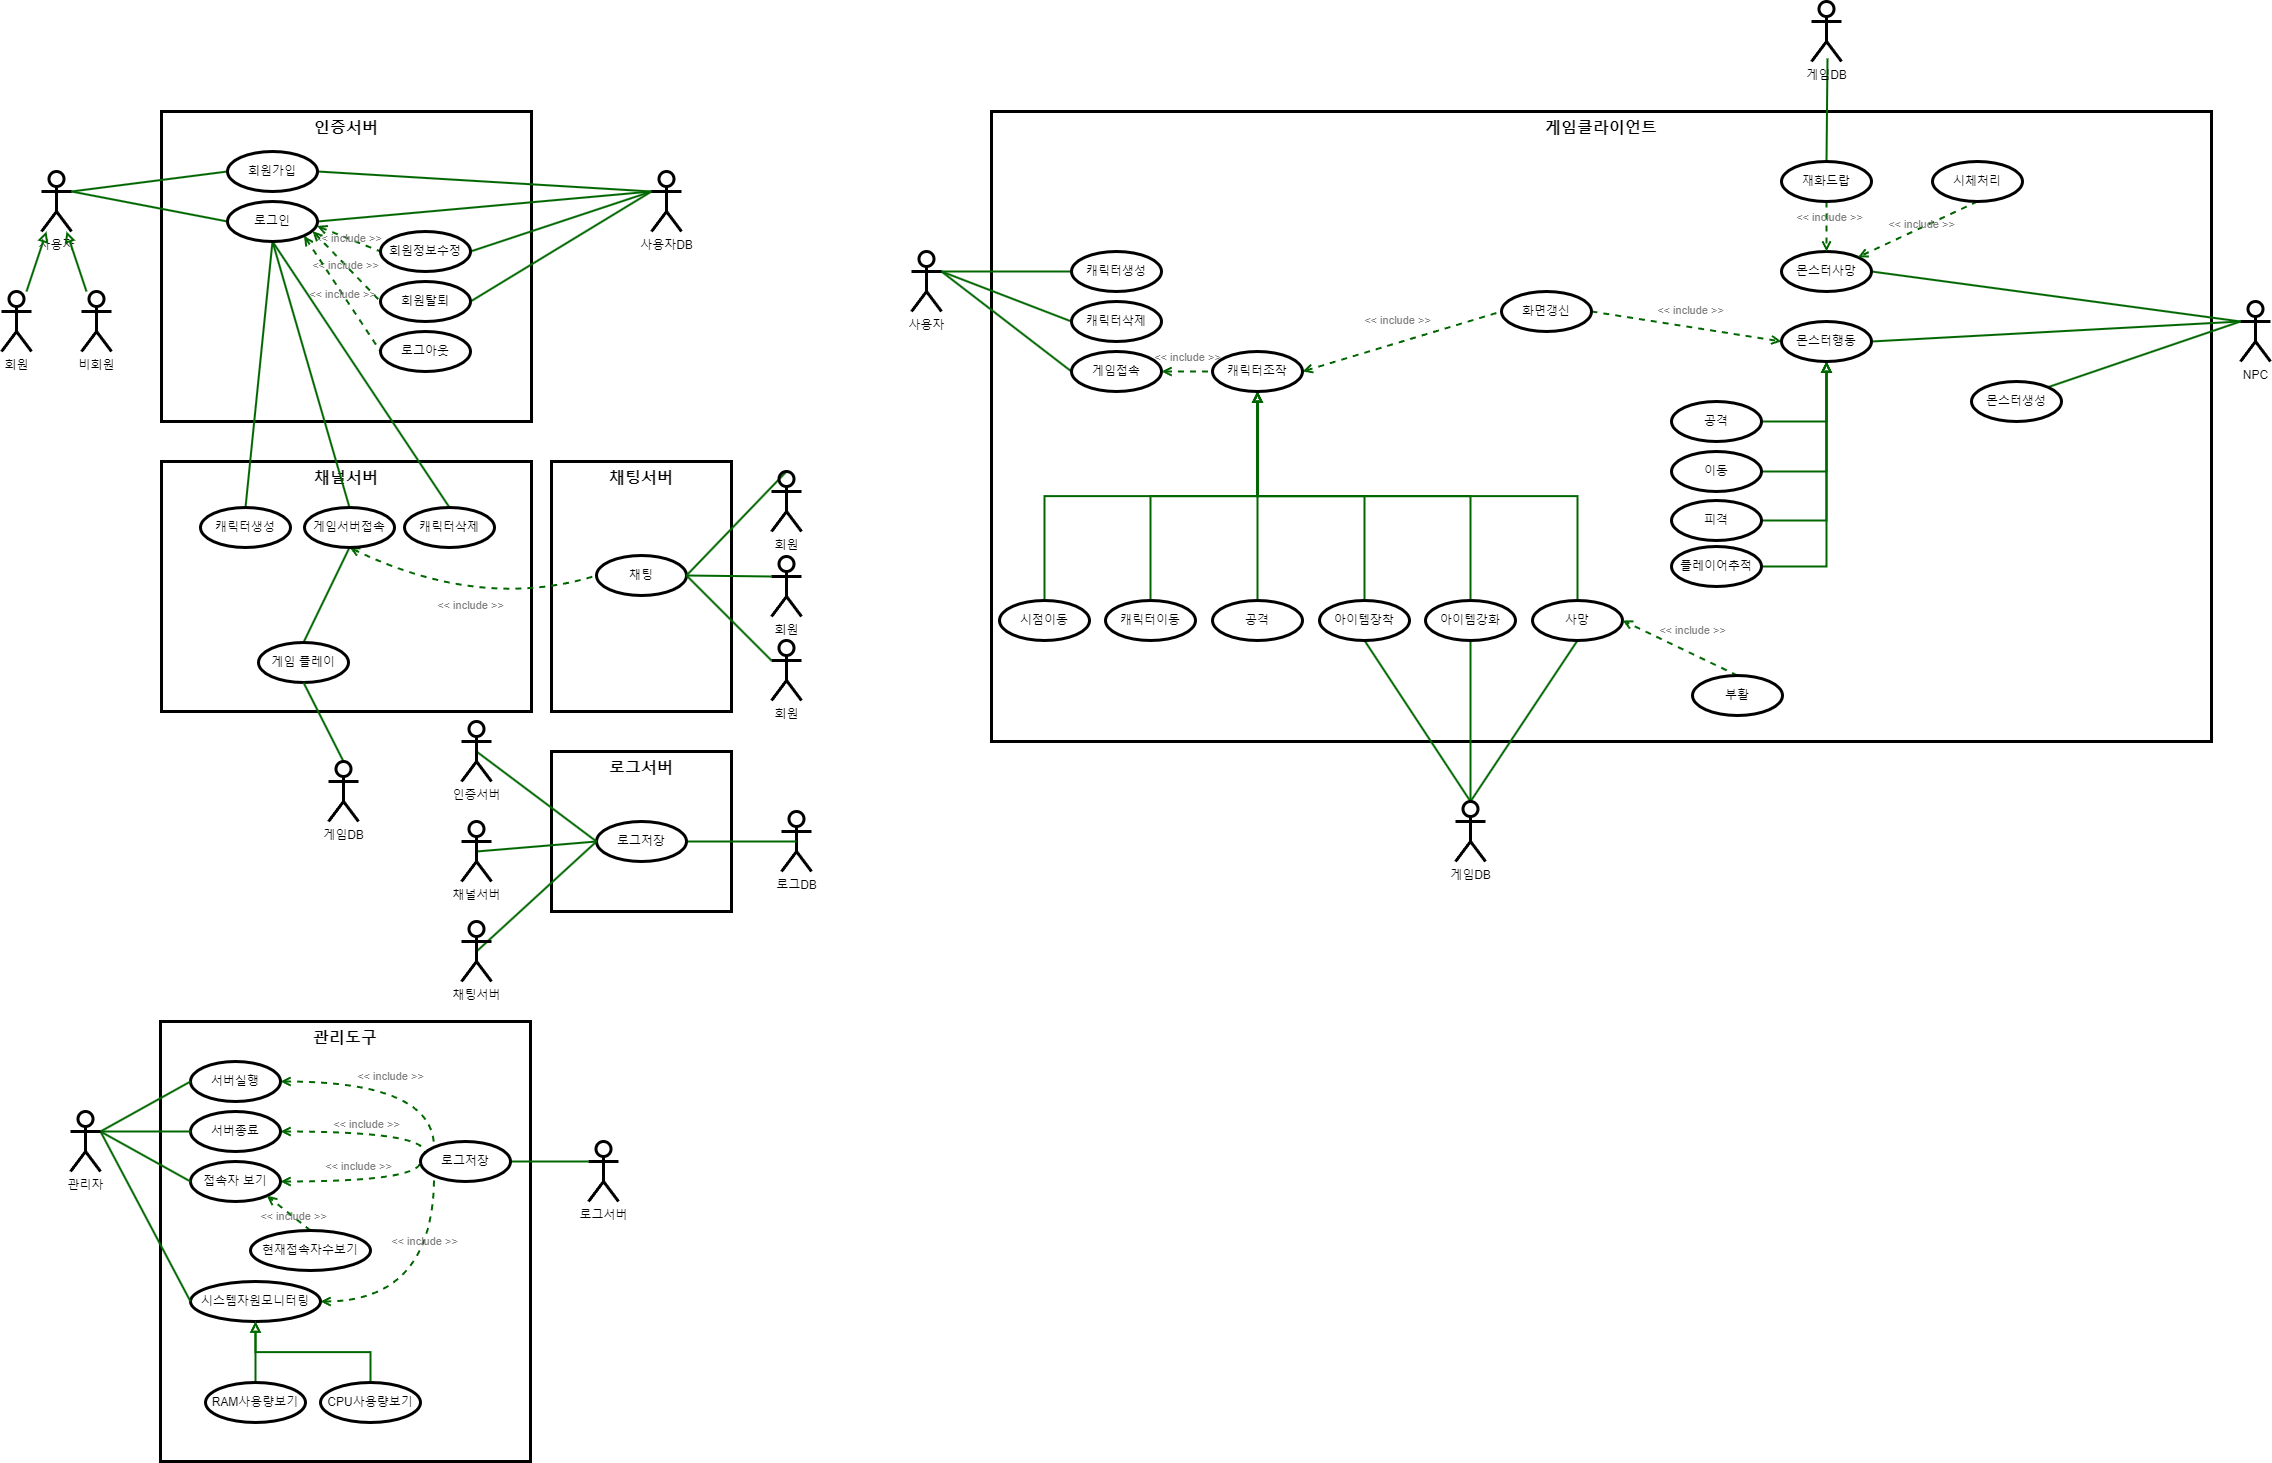 인증서버
회원가입
로그인
회원정보수정
회원탈퇴
로그아웃
<< include >>
<< include >>
<< include >>
사용자
회원
비회원
사용자DB
채널서버
캐릭터생성
게임서버접속
캐릭터삭제
게임 플레이
<< include >>
게임DB
채팅서버
채팅
회원
회원
회원
로그서버
로그저장
인증서버
채널서버
채팅서버
로그DB
관리도구
서버실행
서버종료
접속자 보기
현재접속자수보기
시스템자원모니터링
RAM사용량보기
CPU사용량보기
로그저장
<< include >>
<< include >>
<< include >>
<< include >>
<< include >>
관리자
로그서버
게임DB
게임클라이언트
재화드랍
시체처리
<< include >>
<< include >>
몬스터사망
사용자
캐릭터생성
캐릭터삭제
게임접속
<< include >>
캐릭터조작
<< include >>
화면갱신
<< include >>
몬스터행동
NPC
몬스터생성
공격
이동
피격
플레이어추적
시점이동
캐릭터이동
공격
아이템장착
아이템강화
사망
<< include >>
부활
게임DB